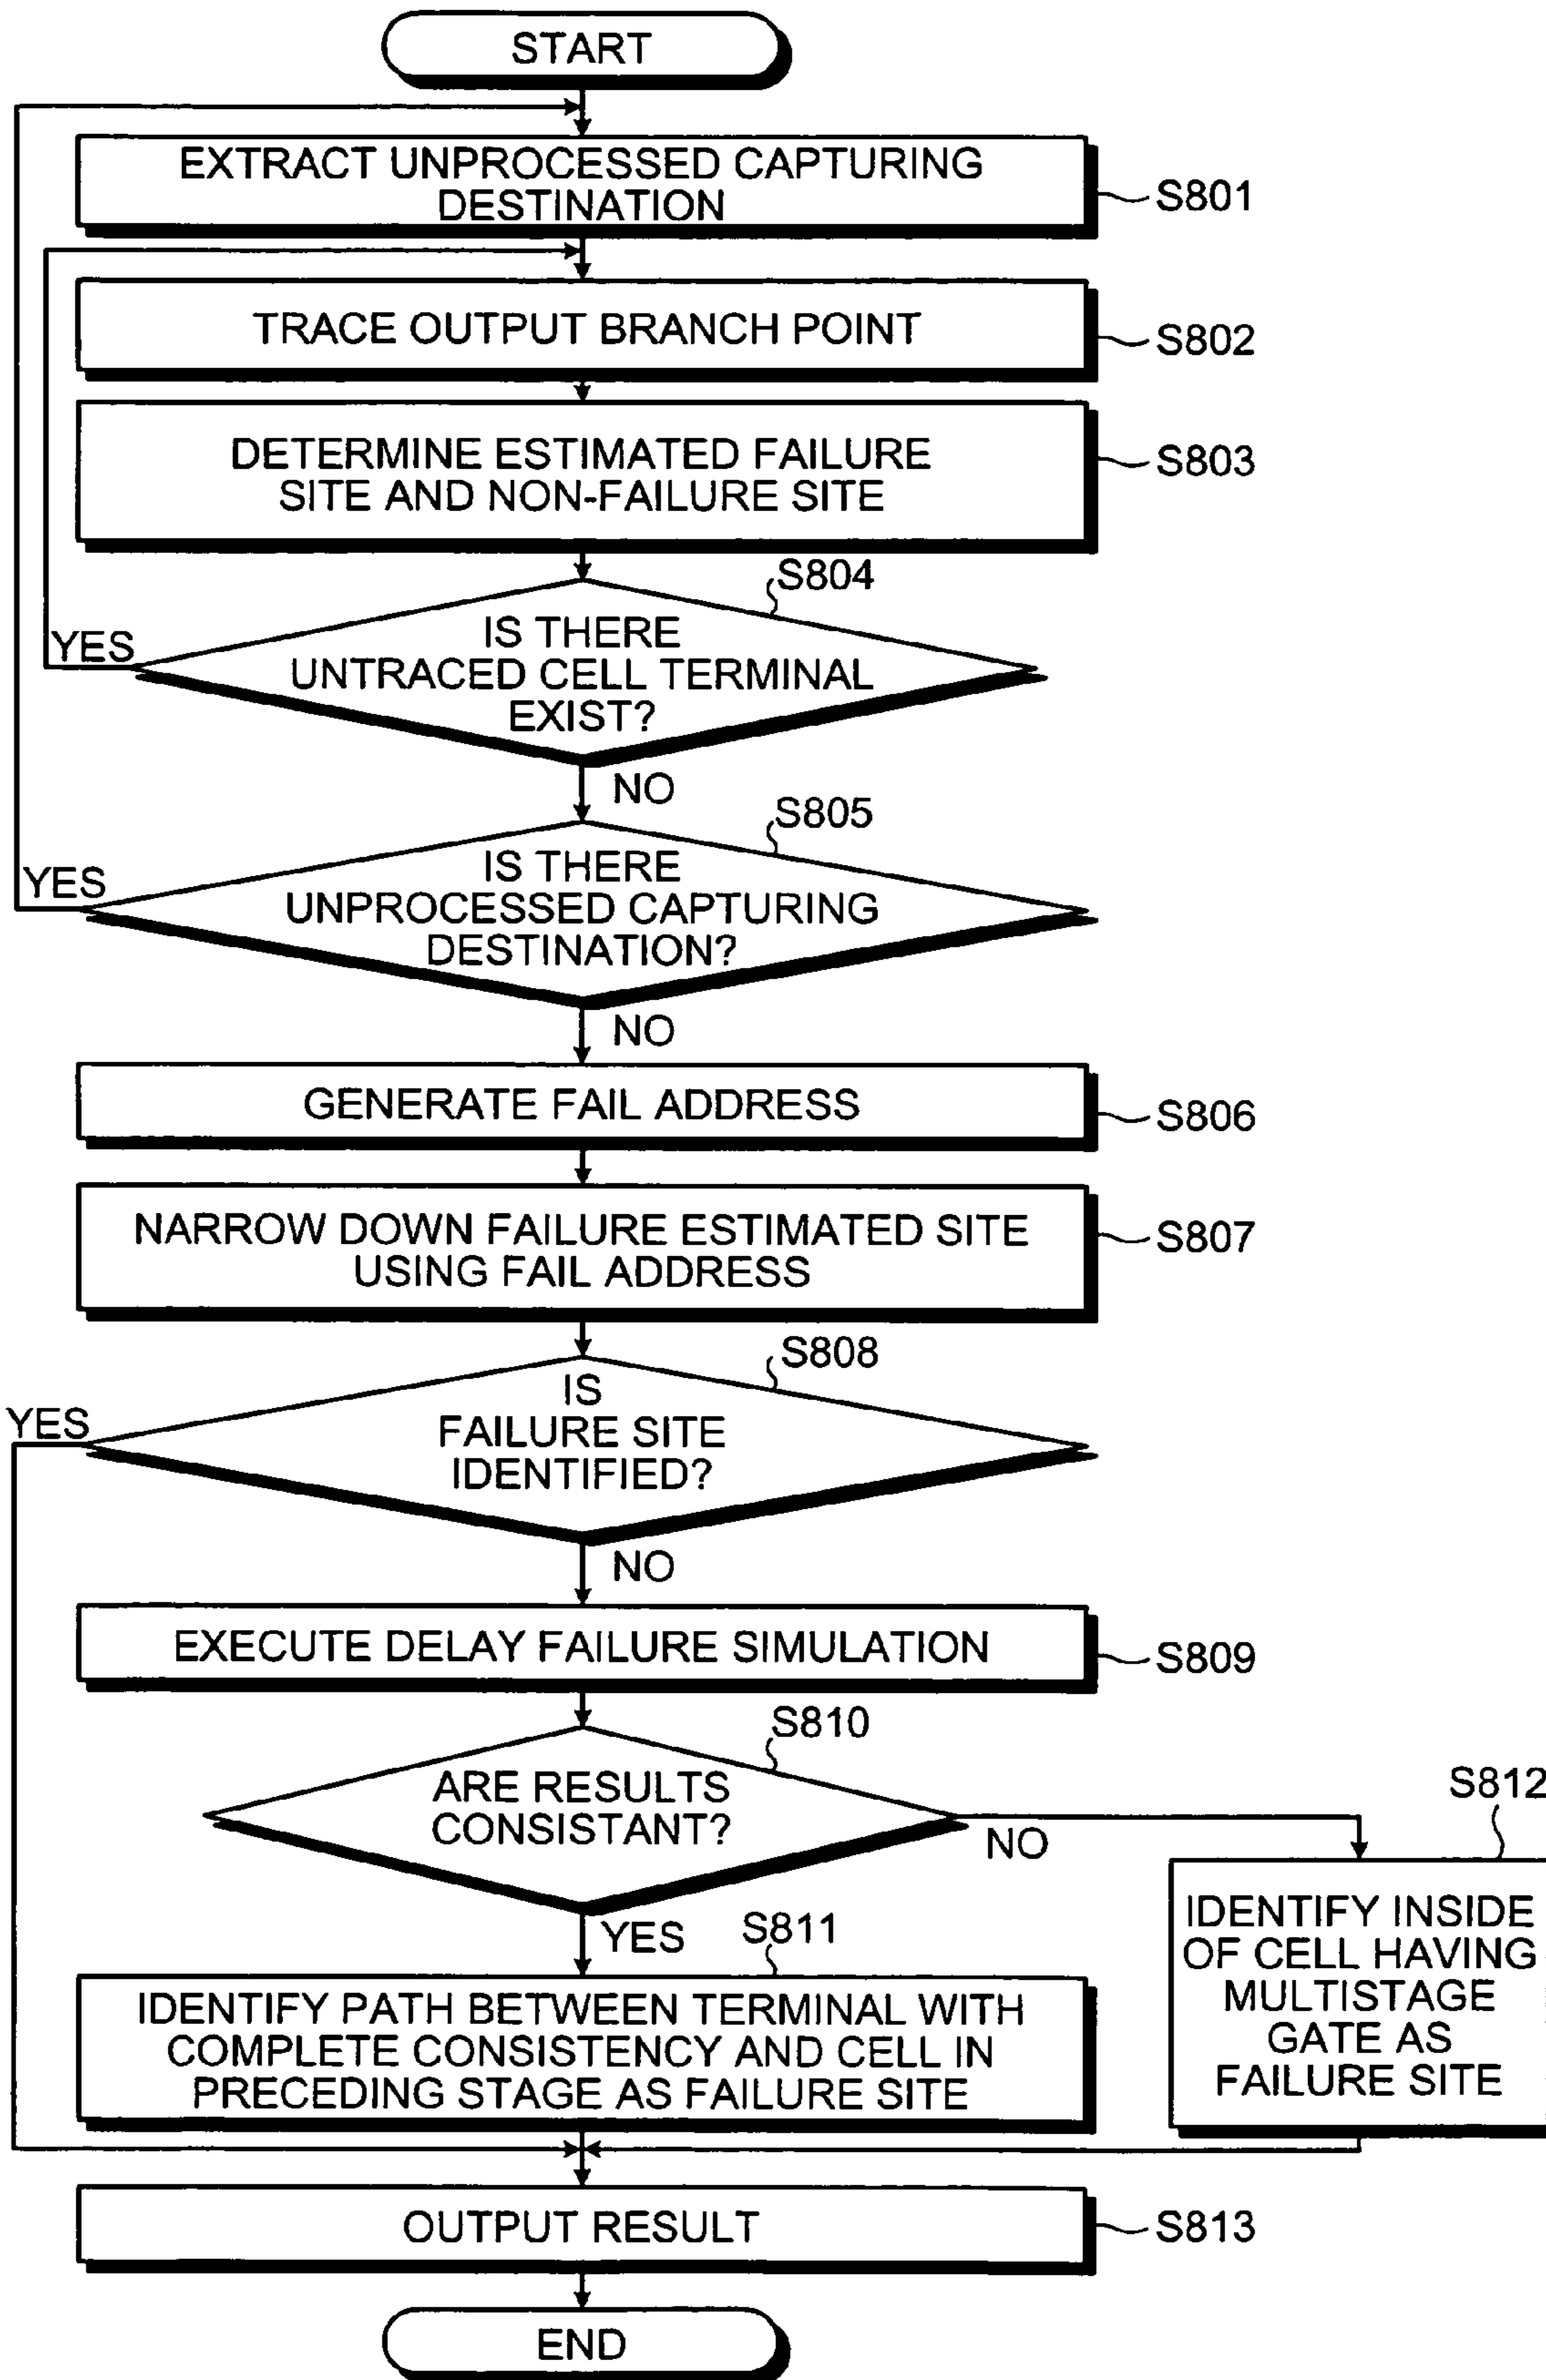 START
EXTRACT UNPROCESSED CAPTURING
DESTINATION
S801
TRACE OUTPUT BRANCH POINT
S802
DETERMINE ESTIMATED FAILURE
SITE AND NON-FAILURE SITE
S803
S804
IS THERE
UNTRACED CELL TERMINAL
EXIST?
YES
NO
S805
IS THERE
UNPROCESSED CAPTURING
DESTINATION?
YES
NO
GENERATE FAIL ADDRESS
S806
NARROW DOWN FAILURE ESTIMATED SITE
USING FAIL ADDRESS
S807
S808
IS
FAILURE SITE
IDENTIFIED?
YES
NO
EXECUTE DELAY FAILURE SIMULATION
S809
S810
ARE RESULTS
CONSISTANT?
NO
YES
S811
IDENTIFY PATH BETWEEN TERMINAL WITH
COMPLETE CONSISTENCY AND CELL IN
PRECEDING STAGE AS FAILURE SITE
S812
IDENTIFY INSIDE
OF CELL HAVING
MULTISTAGE
GATE AS
FAILURE SITE
OUTPUT RESULT
S813
END